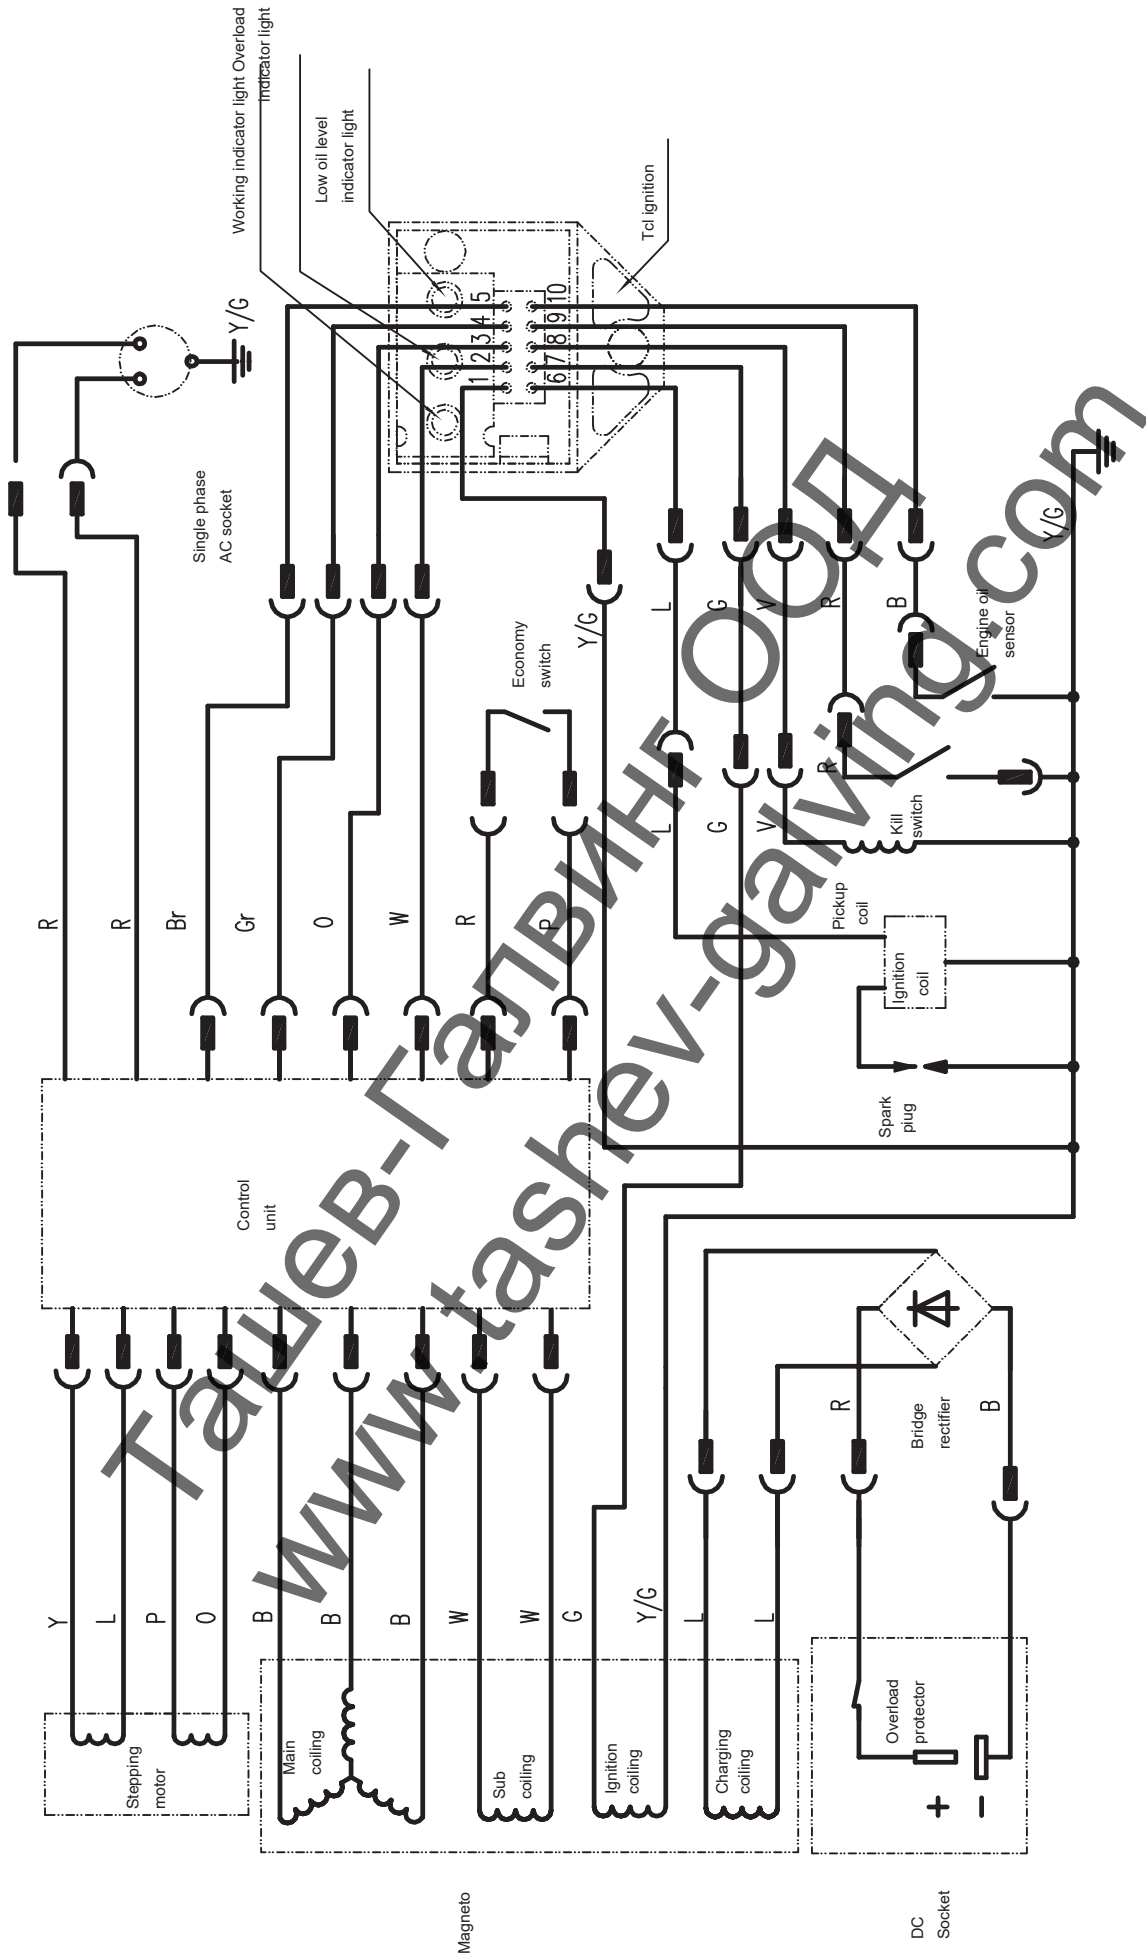 Working indicator light Overload
Indicator light
Low oil level
indicator light
Tcl ignition
Y/G
Single phase
AC socket
1
2
3
4
5
6
7
8
9
10
R
R
Br
Gr
O
W
R
P
Economy
switch
Y/G
L
G
V
R
B
Y/G
L
G
V
R
Engine oil
sensor
Kill
switch
Pickup
coil
Ignition
coil
Spark
piug
Control
unit
Y
L
P
O
B
B
B
W
W
G
Y/G
L
L
R
B
Bridge
rectifier
Stepping
motor
Main
coiling
Sub
coiling
Ignition
coiling
Charging
coiling
Overload
protector
+
−
Magneto
DC
Socket
Ташев-Галвинг ООД
www.tashev-galving.com